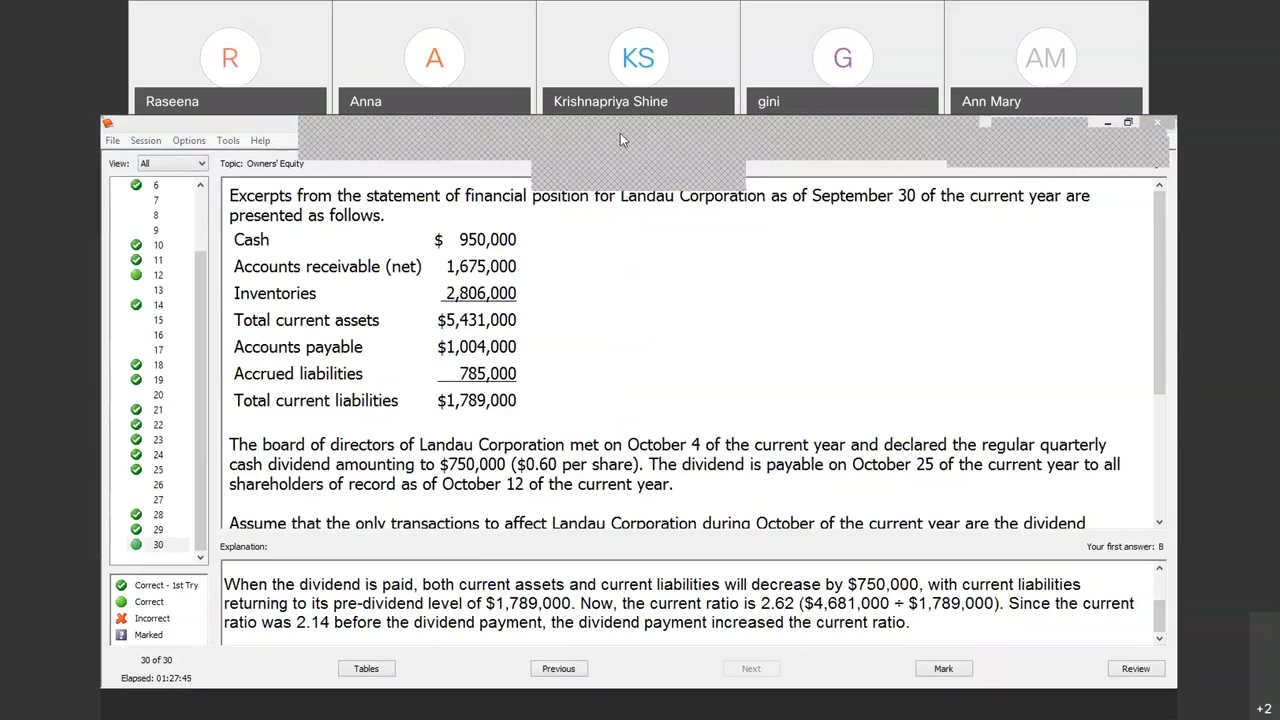 R
A
KS
G
AM
Raseena
Anna
Krishnapriya Shine
gini
Ann Mary
File Session Options Tools Help
View: All
Topic: Owners' Equity
6
7
8
9
10
11
12
13
14
15
16
17
18
19
20
21
22
23
24
25
26
27
28
29
30
Excerpts from the statement of financial position for Landau Corporation as of September 30 of the current year are
presented as follows.
Cash $ 950,000
Accounts receivable (net) 1,675,000
Inventories 2,806,000
Total current assets $5,431,000
Accounts payable $1,004,000
Accrued liabilities 785,000
Total current liabilities $1,789,000
The board of directors of Landau Corporation met on October 4 of the current year and declared the regular quarterly
cash dividend amounting to $750,000 ($0.60 per share). The dividend is payable on October 25 of the current year to all
shareholders of record as of October 12 of the current year.
Assume that the only transactions to affect Landau Corporation during October of the current year are the dividend
Explanation: Your first answer: B
When the dividend is paid, both current assets and current liabilities will decrease by $750,000, with current liabilities
returning to its pre-dividend level of $1,789,000. Now, the current ratio is 2.62 ($4,681,000 ÷ $1,789,000). Since the current
ratio was 2.14 before the dividend payment, the dividend payment increased the current ratio.
Correct - 1st Try
Correct
Incorrect
? Marked
30 of 30
Elapsed: 01:27:45
Tables Previous Next Mark Review
+2